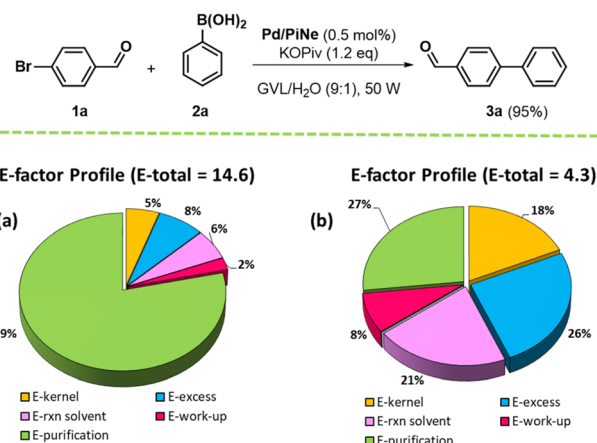 B(OH)2
Br
O
+
O
Pd/PiNe (0.5 mol%)
KOPiv (1.2 eq)
GVL/H2O (9:1), 50 W
1a
2a
3a (95%)
E-factor Profile (E-total = 14.6)
(a)
5%
8%
6%
2%
9%
E-kernel
E-excess
E-rxn solvent
E-work-up
E-purification
E-factor Profile (E-total = 4.3)
(b)
27%
18%
26%
21%
8%
E-kernel
E-excess
E-rxn solvent
E-work-up
E-purification